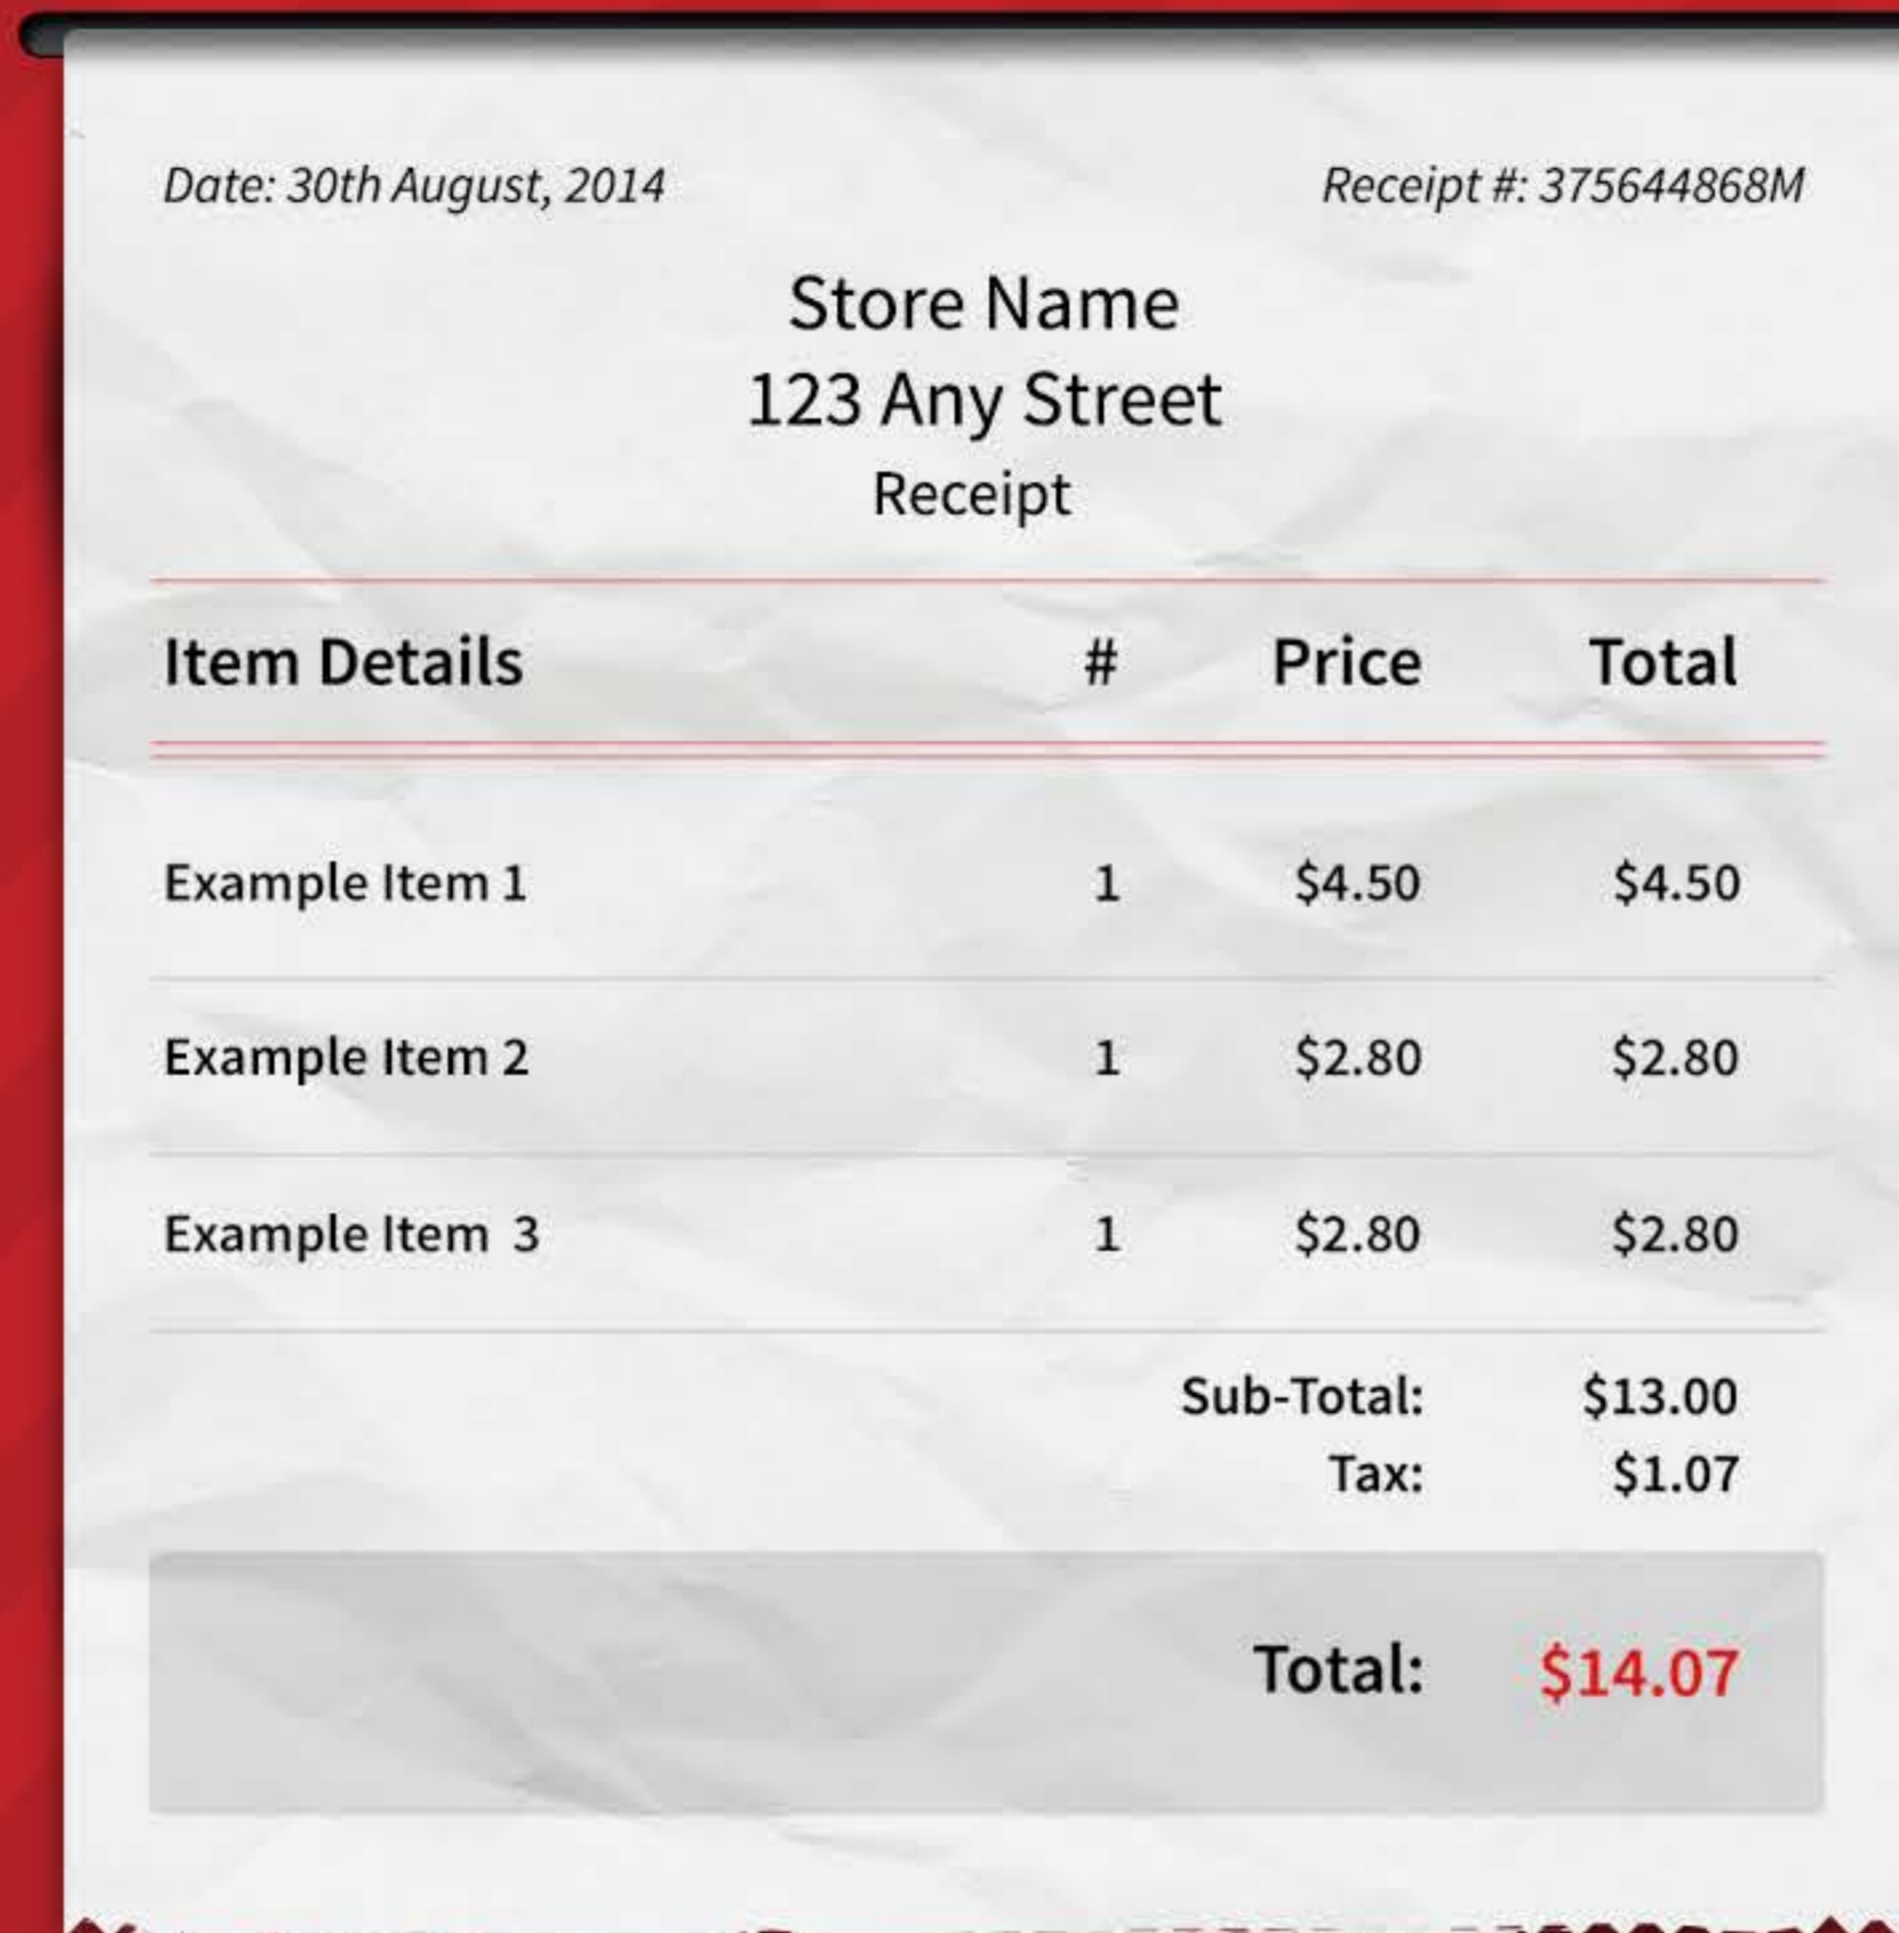 Date: 30th August, 2014 Receipt #: 375644868M
Store Name
123 Any Street
Receipt
Item Details # Price Total
Example Item 1 1 $4.50 $4.50
Example Item 2 1 $2.80 $2.80
Example Item  3 1 $2.80 $2.80
Sub-Total: $13.00
Tax: $1.07
Total: $14.07